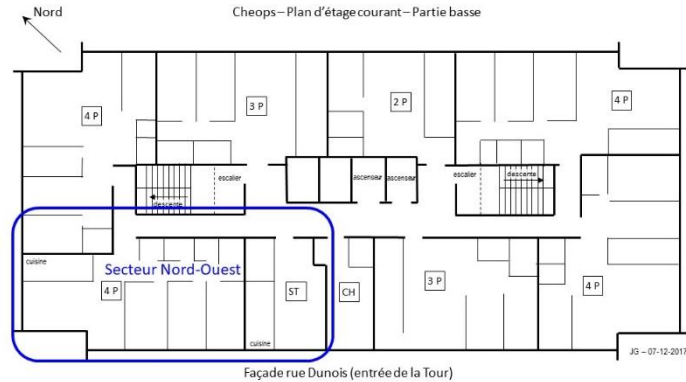 Nord
Cheops – Plan d'étage courant – Partie basse
3 P
2 P
4 P
4 P
escalier
ascenseur
ascenseur
escalier
descente
descente
cuisine
Secteur Nord-Ouest
4 P
ST
CH
3 P
4 P
cuisine
JG – 07-12-2017
Façade rue Dunois (entrée de la Tour)